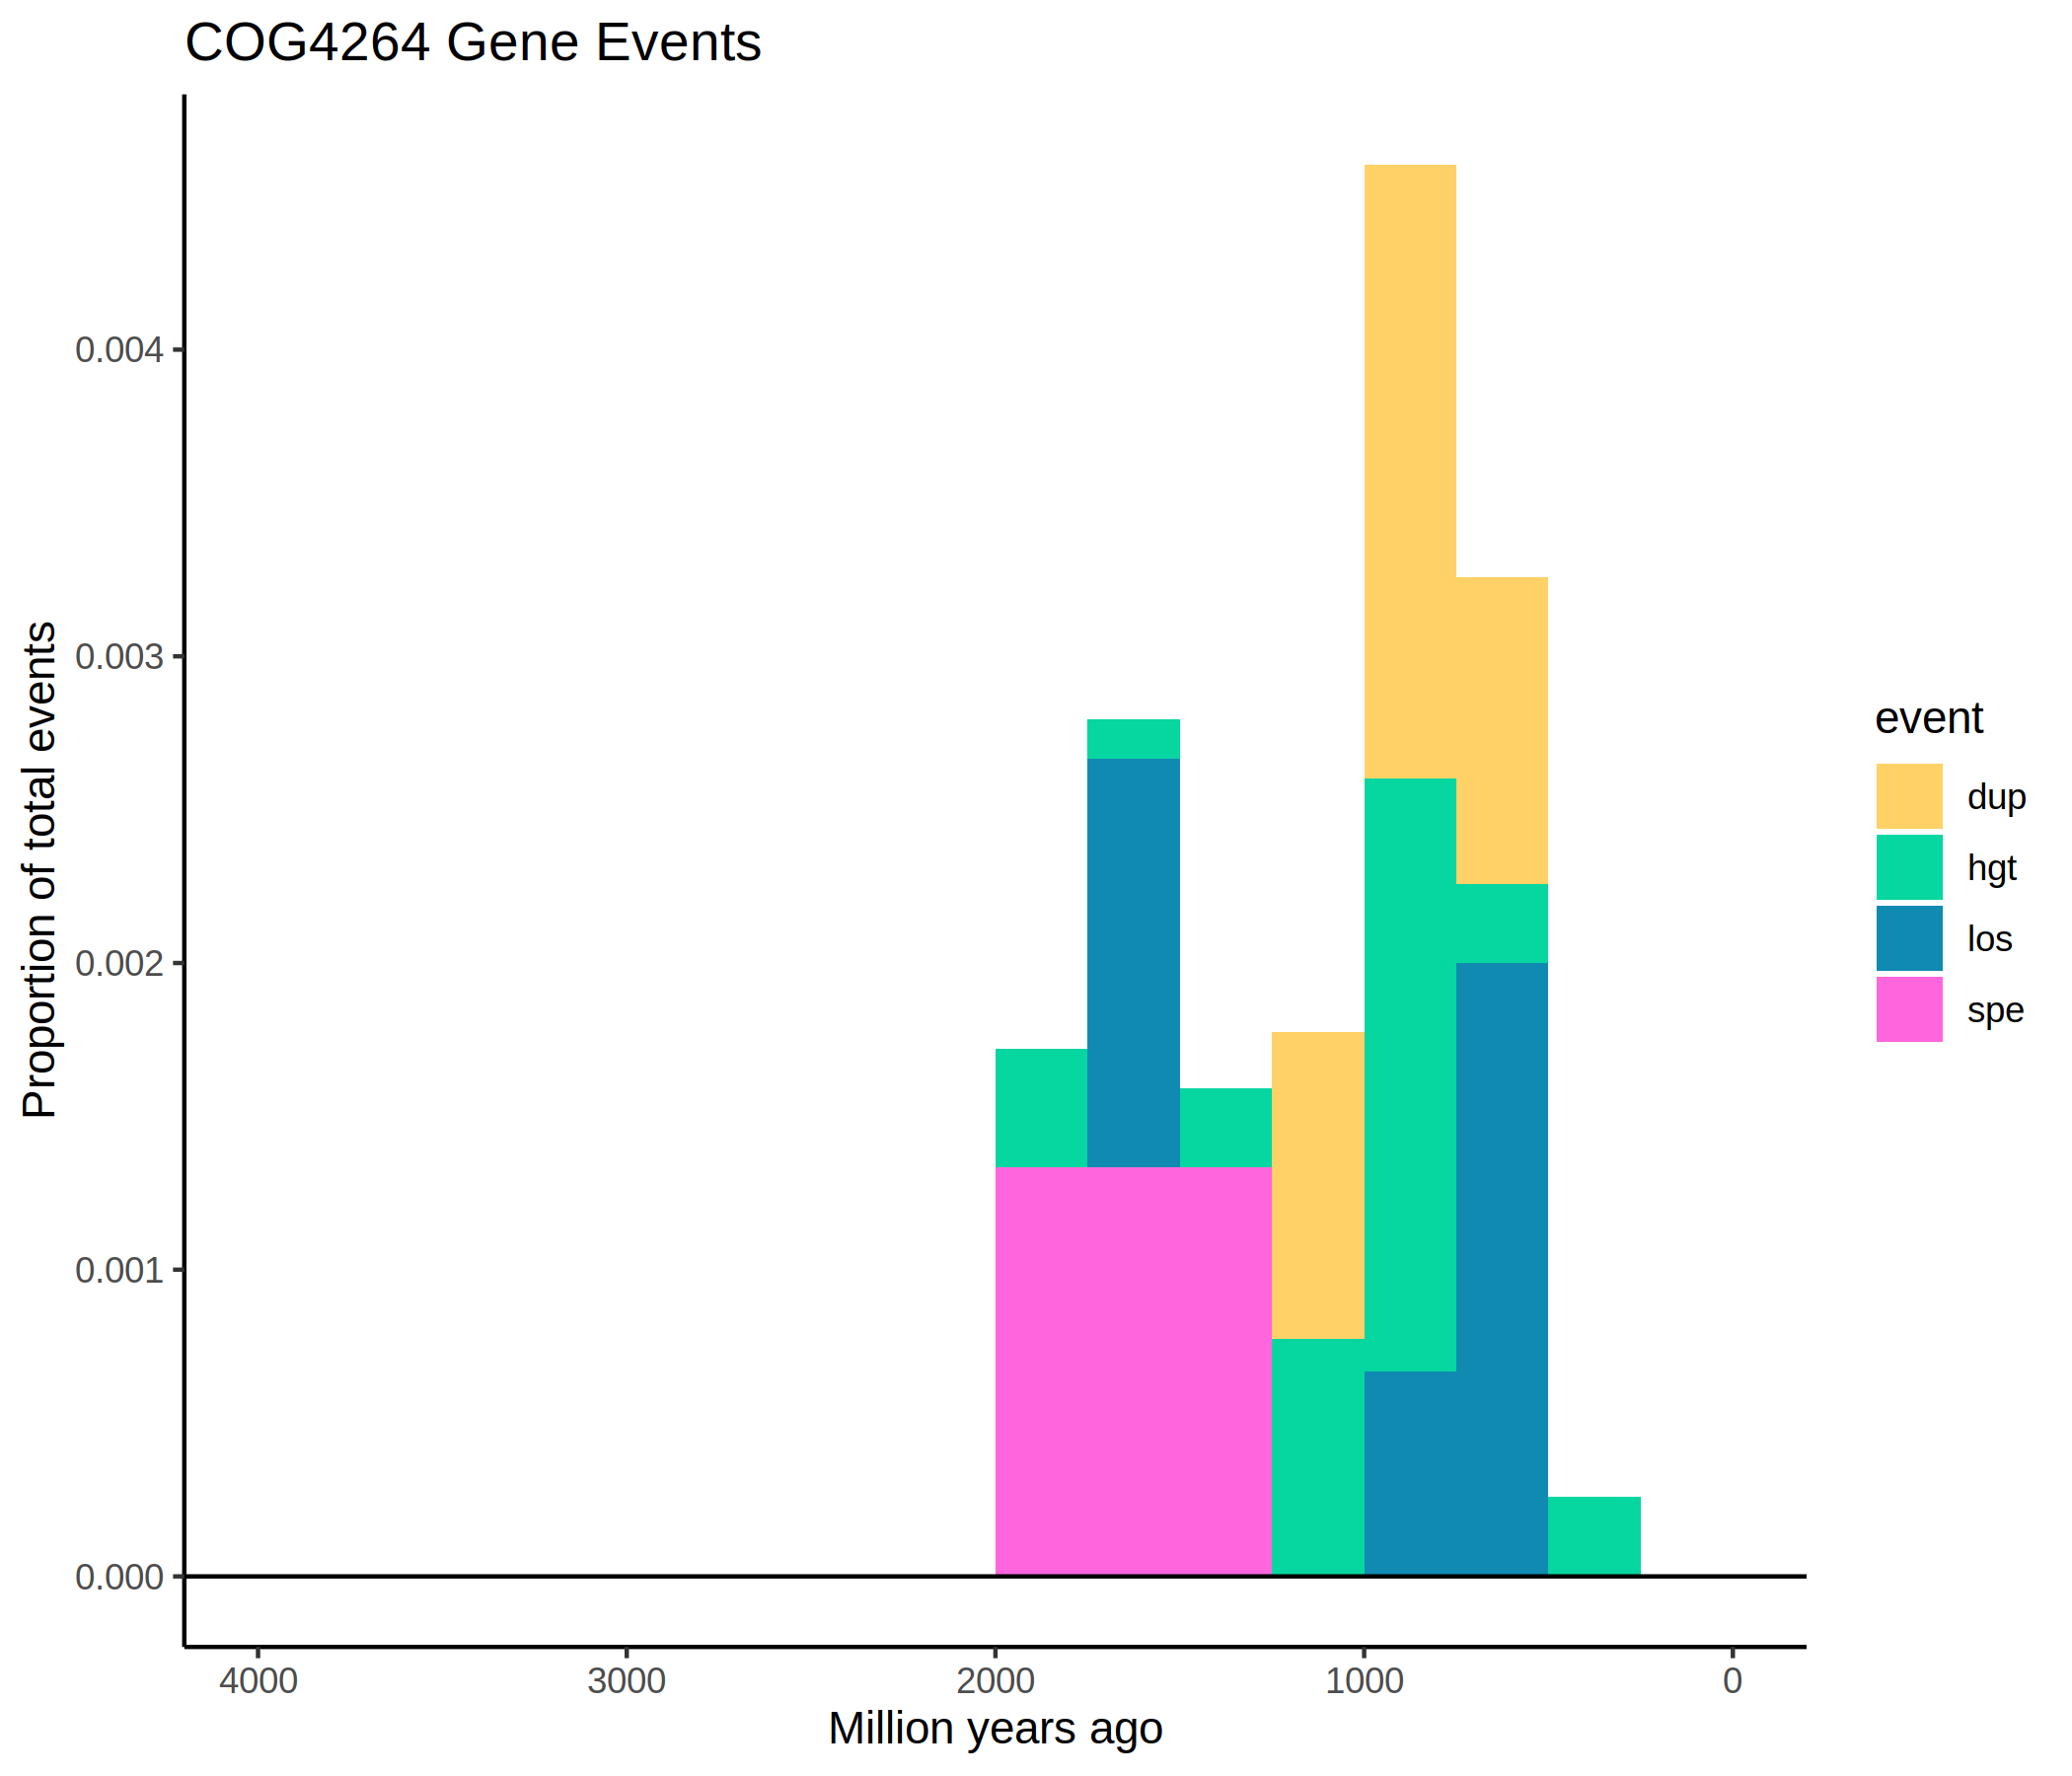 COG4264 Gene Events
Proportion of total events
0.004
0.003
0.002
0.001
0.000
4000 3000 2000 1000 0
Million years ago
event
dup
hgt
los
spe